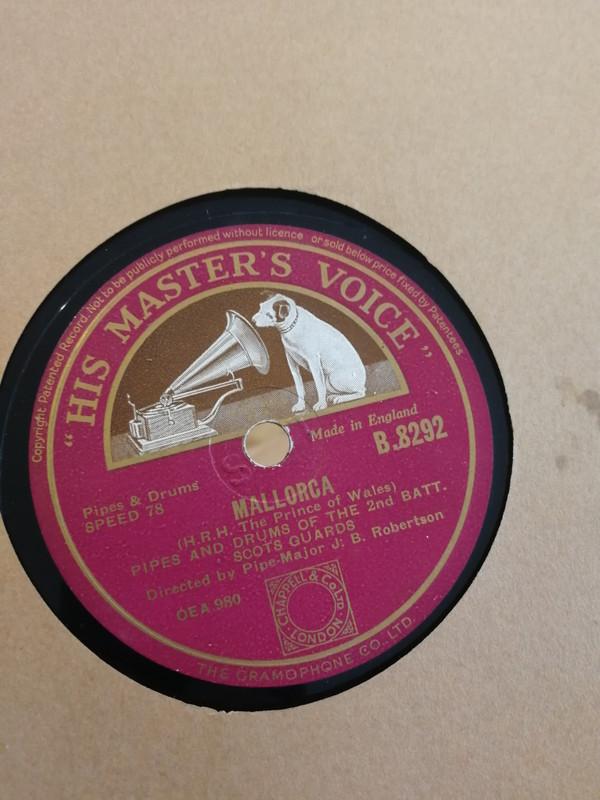 Copyright Patented Record. Not to be publicly performed without licence or sold below price fixed by Patentees
"HIS MASTER'S VOICE"
Made in England
B.8292
Pipes & Drums
SPEED 78
MALLORCA
(H.R.H. The Prince of Wales)
PIPES AND DRUMS OF THE 2nd BATT.
SCOTS GUARDS
Directed by Pipe-Major J. B. Robertson
OEA.980
CHAPPELL & Co Ltd.
LONDON
THE GRAMOPHONE CO. LTD.